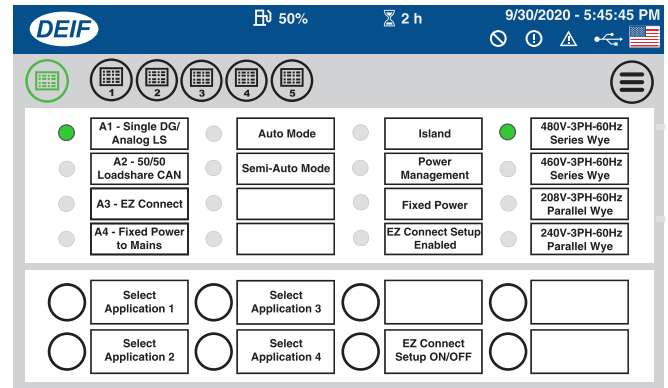 DEIF
50%
2 h
9/30/2020 - 5:45:45 PM
1
2
3
4
5
A1 - Single DG/
Analog LS
Auto Mode
Island
480V-3PH-60Hz
Series Wye
A2 - 50/50
Loadshare CAN
Semi-Auto Mode
Power
Management
460V-3PH-60Hz
Series Wye
A3 - EZ Connect
Fixed Power
208V-3PH-60Hz
Parallel Wye
A4 - Fixed Power
to Mains
EZ Connect Setup
Enabled
240V-3PH-60Hz
Parallel Wye
Select
Application 1
Select
Application 3
Select
Application 2
Select
Application 4
EZ Connect
Setup ON/OFF